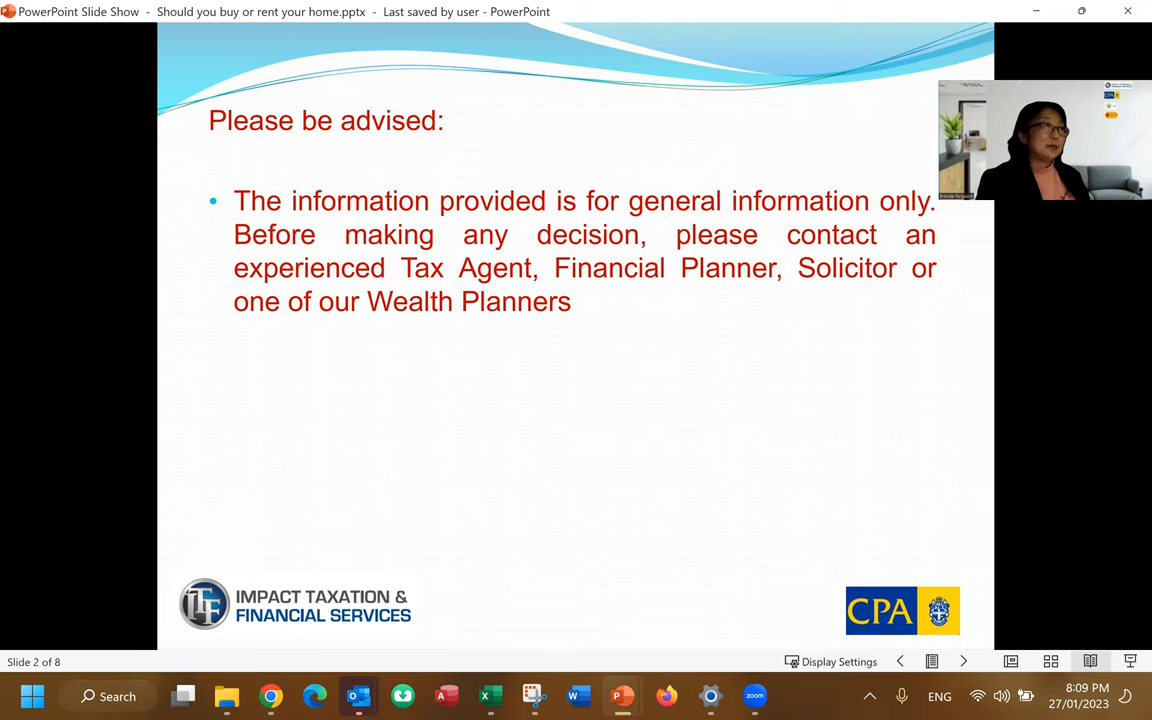 PowerPoint Slide Show - Should you buy or rent your home.pptx - Last saved by user - PowerPoint
Please be advised:
• The information provided is for general information only.
Before making any decision, please contact an
experienced Tax Agent, Financial Planner, Solicitor or
one of our Wealth Planners
IMPACT TAXATION &
FINANCIAL SERVICES
CPA
Slide 2 of 8
Display Settings
Search
zoom
ENG
8:09 PM
27/01/2023